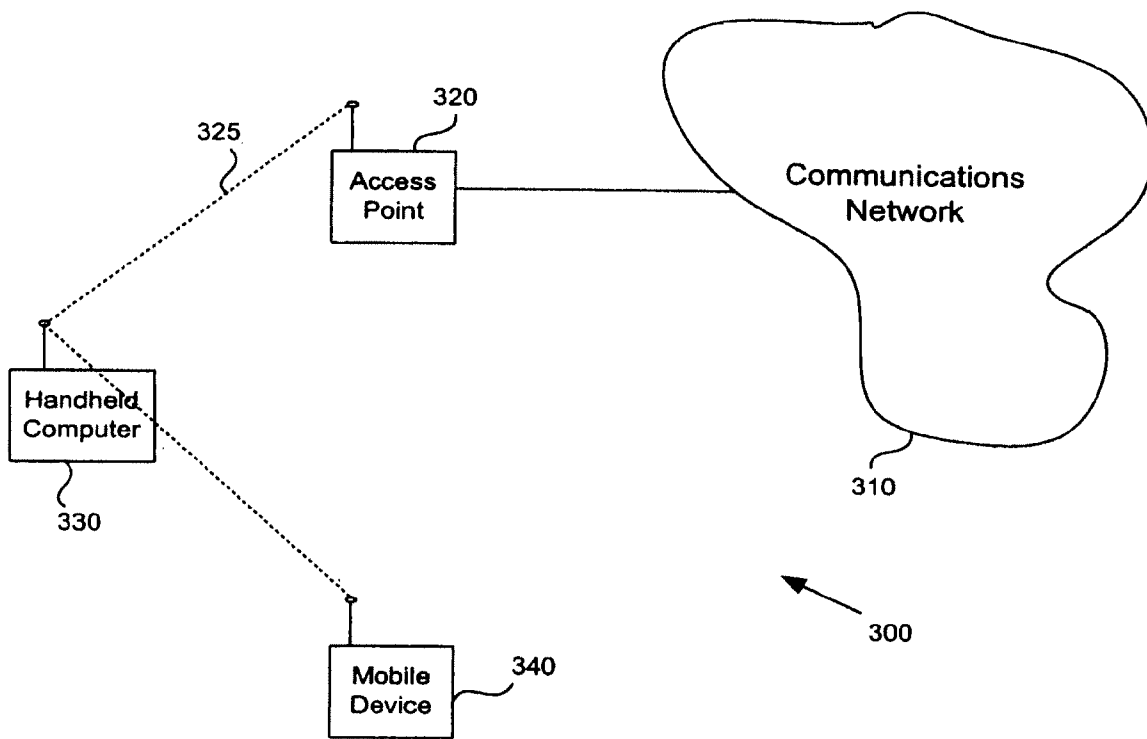 320
325
Access
Point
Communications
Network
Handheld
Computer
310
330
300
340
Mobile
Device